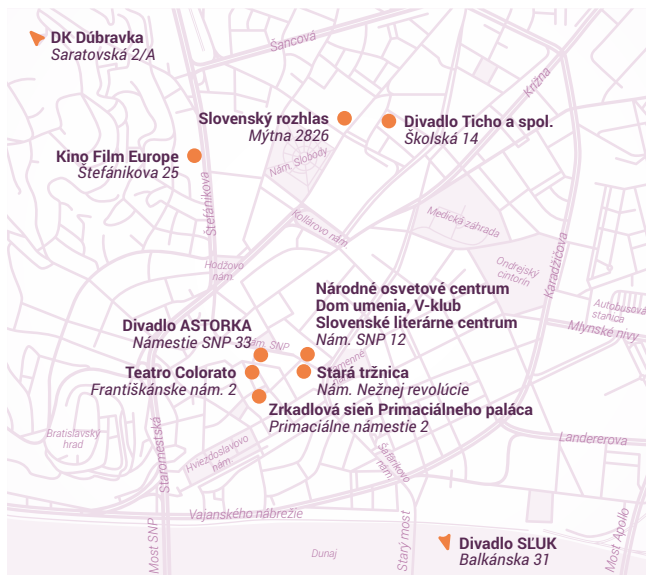 DK Dúbravka
Saratovská 2/A
Šancová
Krížna
Slovenský rozhlas
Mýtna 2826
Divadlo Ticho a spol.
Školská 14
Kino Film Europe
Štefánikova 25
Nám. Slobody
Štefánikova
Kollárovo nám.
Medická záhrada
Karadžičova
Ondrejský
cintorín
Hodžovo
nám.
Autobusová
stanica
Mlynské nivy
Národné osvetové centrum
Dom umenia, V-klub
Slovenské literárne centrum
Nám. SNP 12
Divadlo ASTORKA
Námestie SNP 33
nám. SNP
Teatro Colorato
Františkánske nám. 2
Stará tržnica
Nám. Nežnej revolúcie
Zrkadlová sieň Primaciálneho paláca
Primaciálne námestie 2
Bratislavský
hrad
Staromestská
Hviezdoslavovo
nám.
Šafárikovo
nám.
Landererova
Vajanského nábrežie
Most SNP
Dunaj
Starý most
Most Apollo
Divadlo SĽUK
Balkánska 31